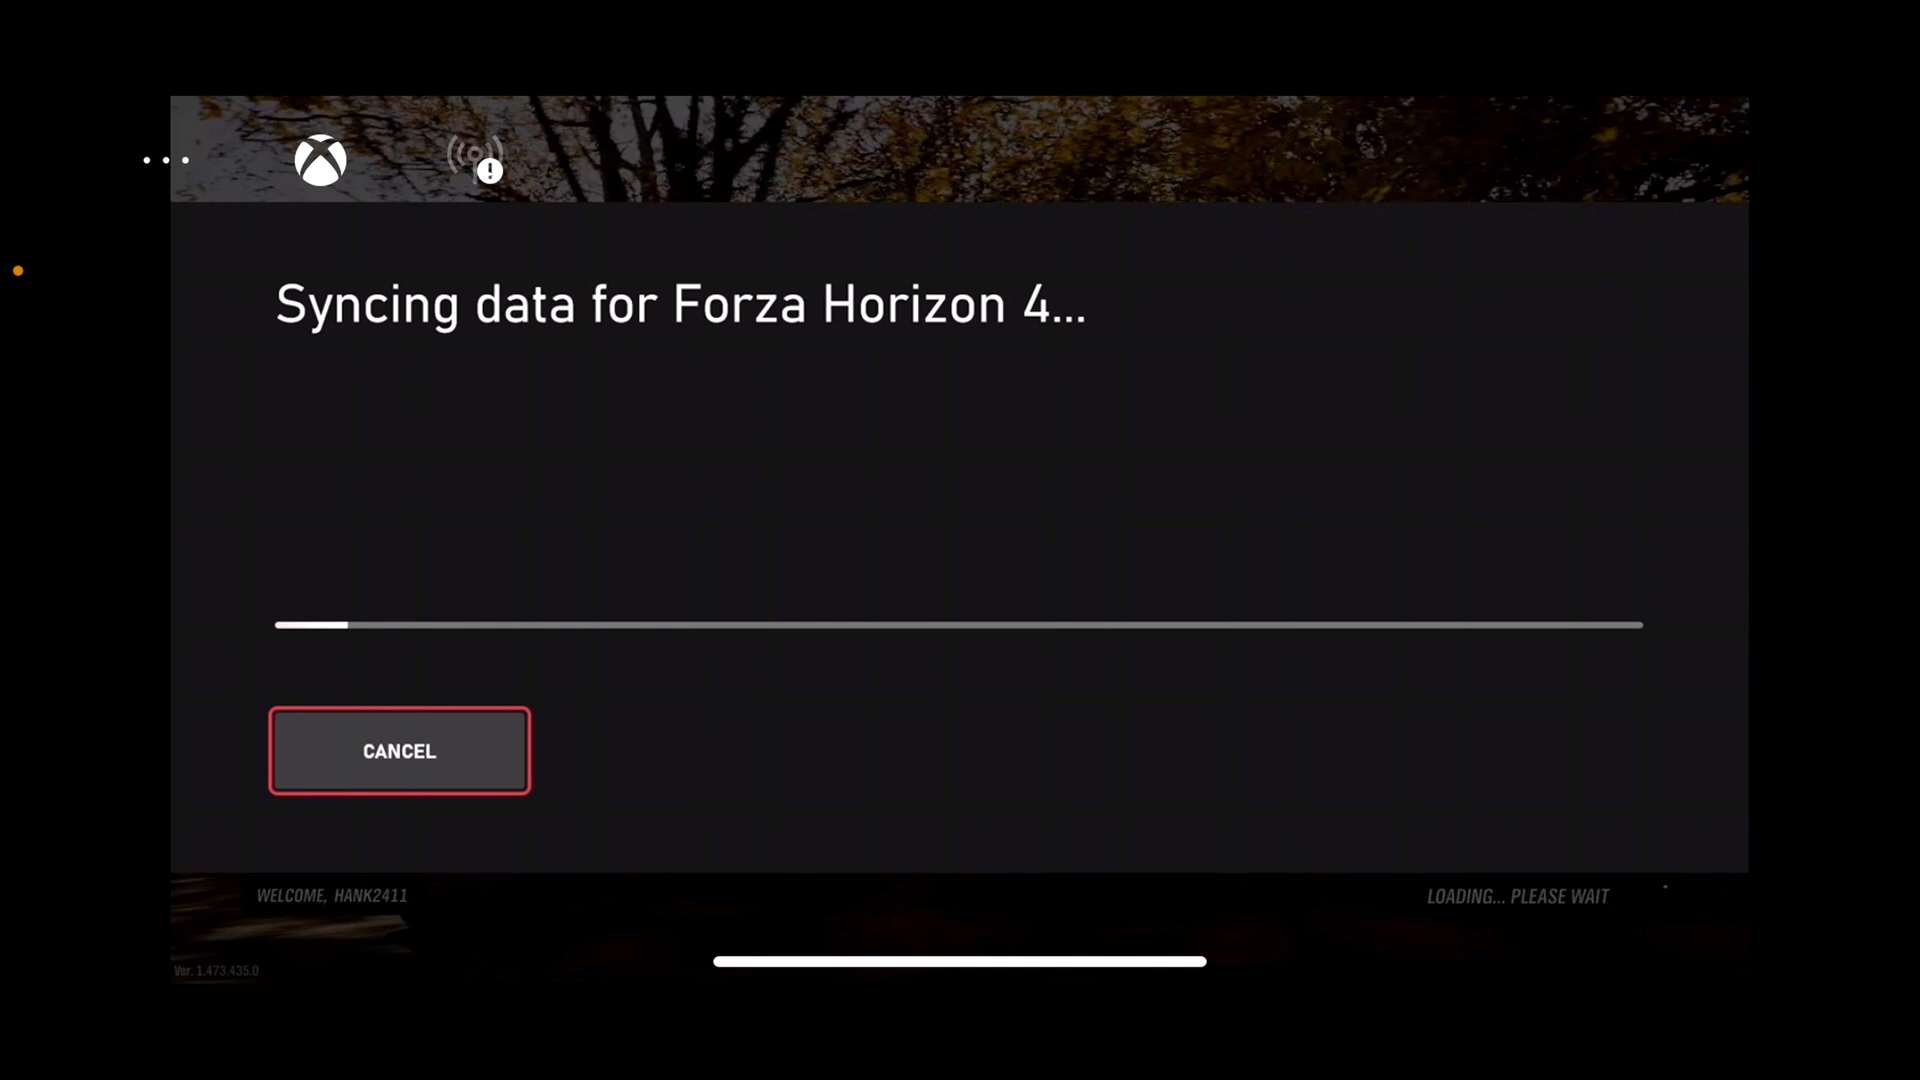 Syncing data for Forza Horizon 4...
CANCEL
WELCOME, HANK2411
LOADING... PLEASE WAIT
Ver. 1.473.435.0